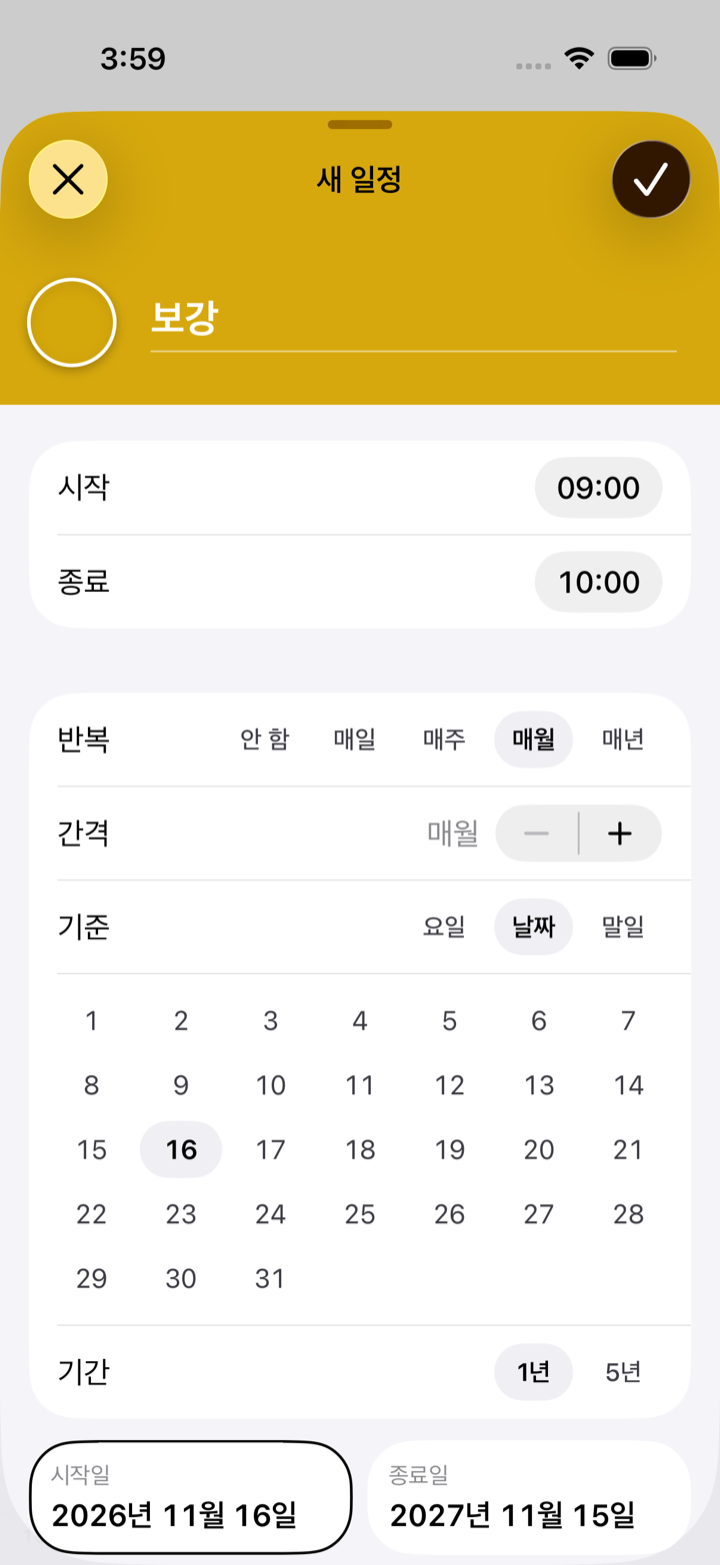 3:59
새 일정
보강
시작 09:00
종료 10:00
반복 안 함 매일 매주 매월 매년
간격 매월
기준 요일 날짜 말일
1 2 3 4 5 6 7
8 9 10 11 12 13 14
15 16 17 18 19 20 21
22 23 24 25 26 27 28
29 30 31
기간 1년 5년
시작일 종료일
2026년 11월 16일 2027년 11월 15일